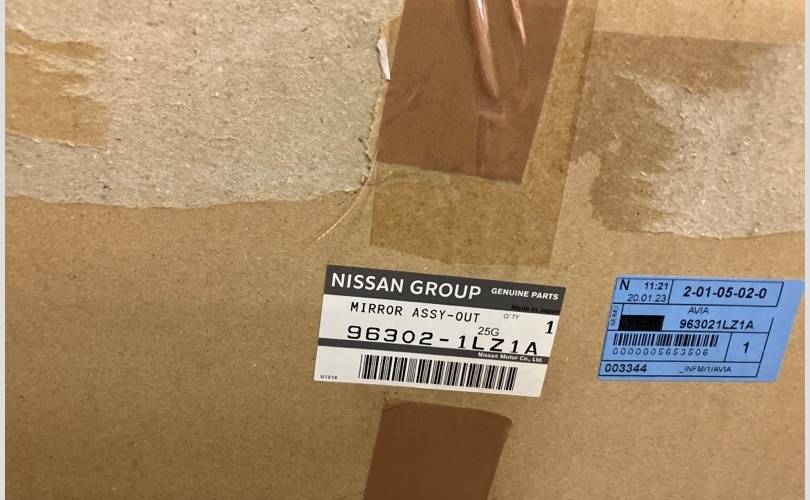 NISSAN GROUP GENUINE PARTS
Made in Japan
MIRROR ASSY-OUT Q'TY 1
25G
96302-1LZ1A
Nissan Motor Co., Ltd.
U1216
N 11:21 2-01-05-02-0
20.01.23
AVIA
963021LZ1A
0000005653506 1
003344 _INFM/1/AVIA